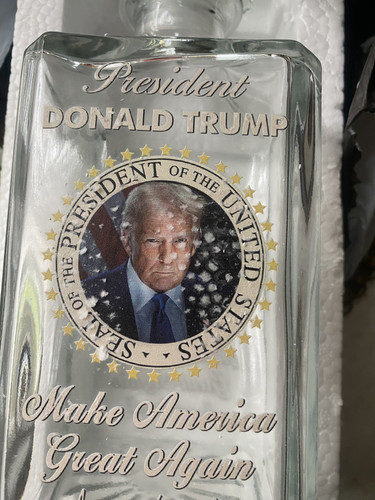 President
DONALD TRUMP
SEAL OF THE PRESIDENT OF THE UNITED STATES
Make America
Great Again